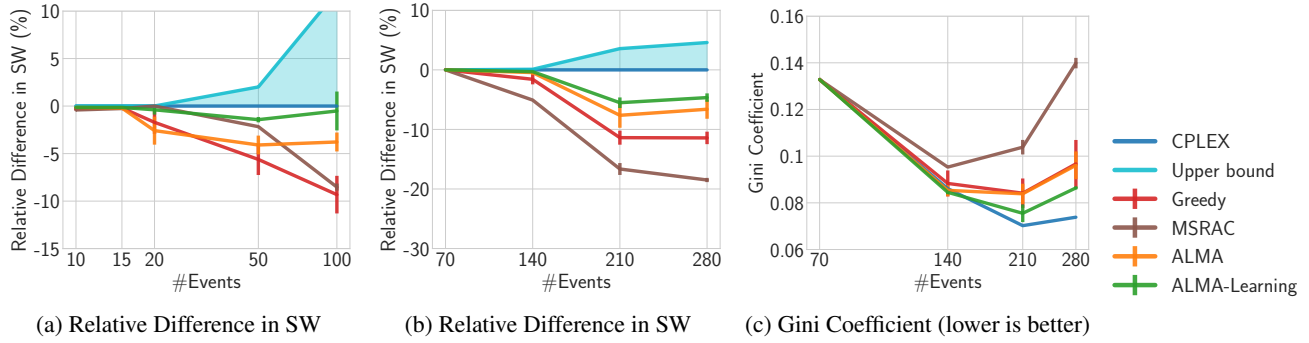 Relative Difference in SW (%)
10
5
0
-5
-10
-15
10
15
20
50
100
#Events
(a) Relative Difference in SW
Relative Difference in SW (%)
10
0
-10
-20
-30
70
140
210
280
#Events
(b) Relative Difference in SW
Gini Coefficient
0.16
0.14
0.12
0.1
0.08
0.06
70
140
210
280
#Events
(c) Gini Coefficient (lower is better)
CPLEX
Upper bound
Greedy
MSRAC
ALMA
ALMA-Learning